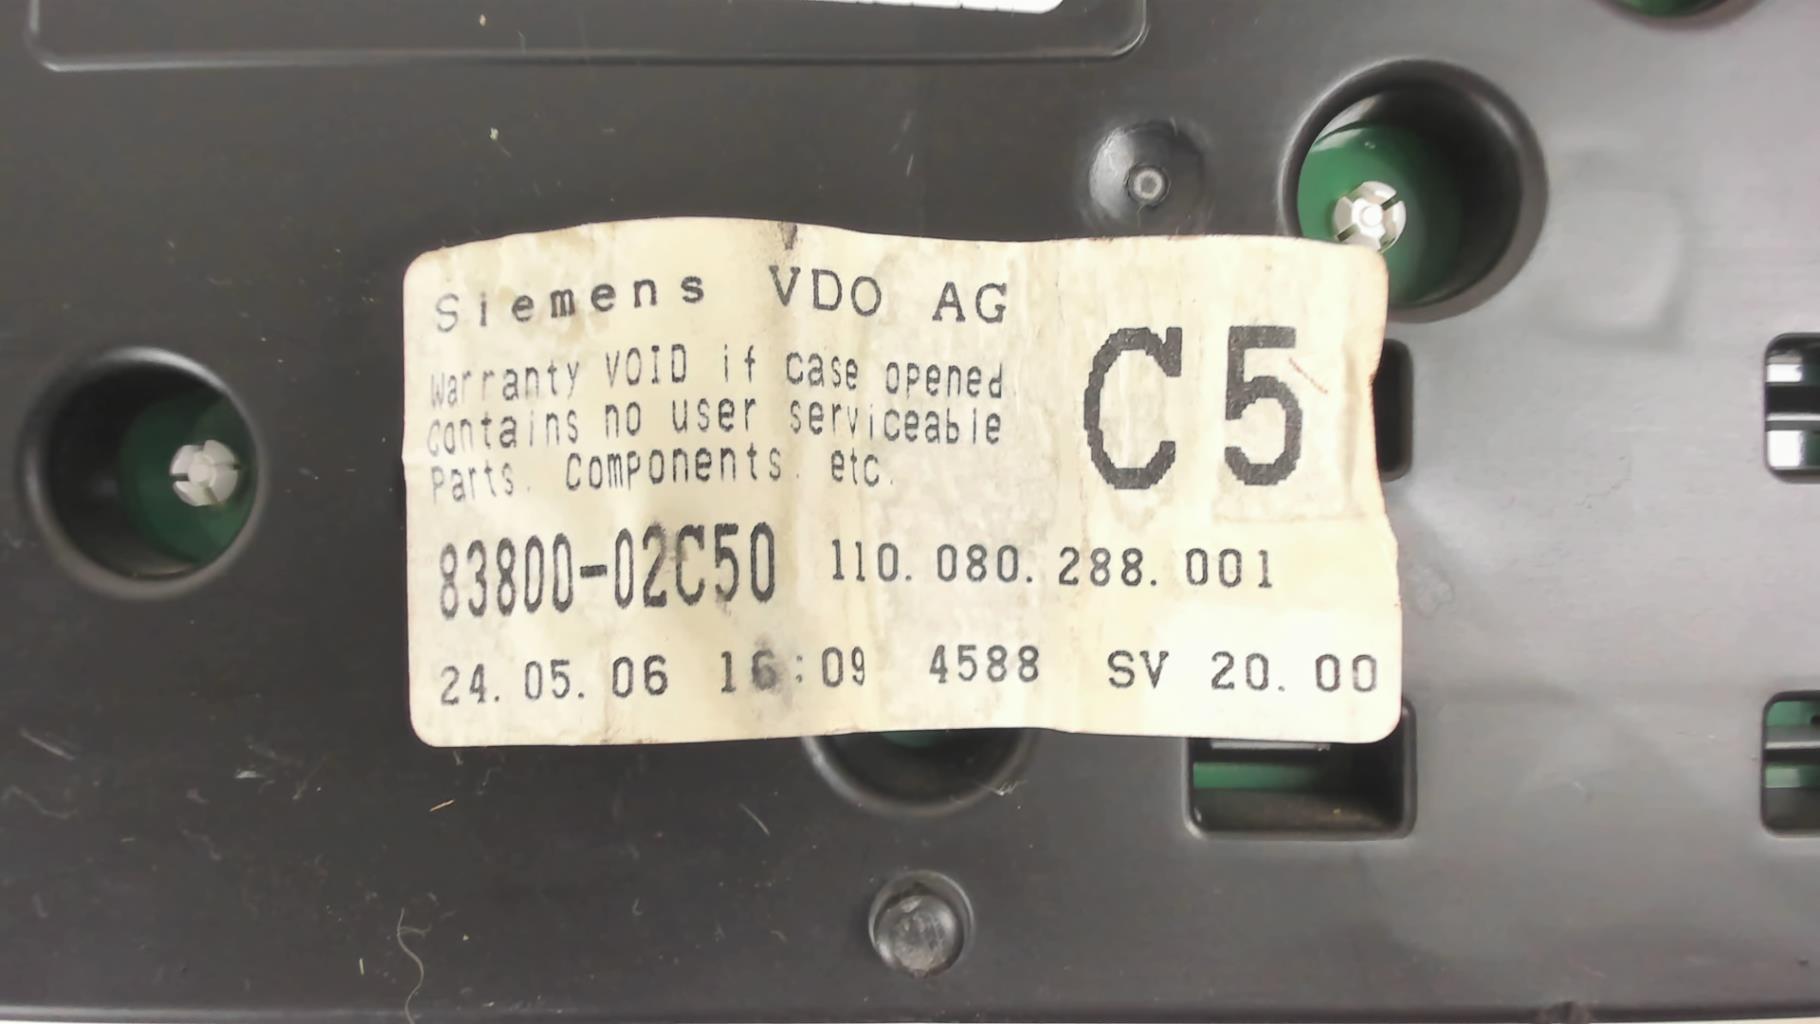 Siemens VDO AG
Warranty VOID if case opened
Contains no user serviceable
Parts. Components. etc.
C5
83800-02C50 110.080.288.001
24.05.06 16:09 4588 SV 20.00